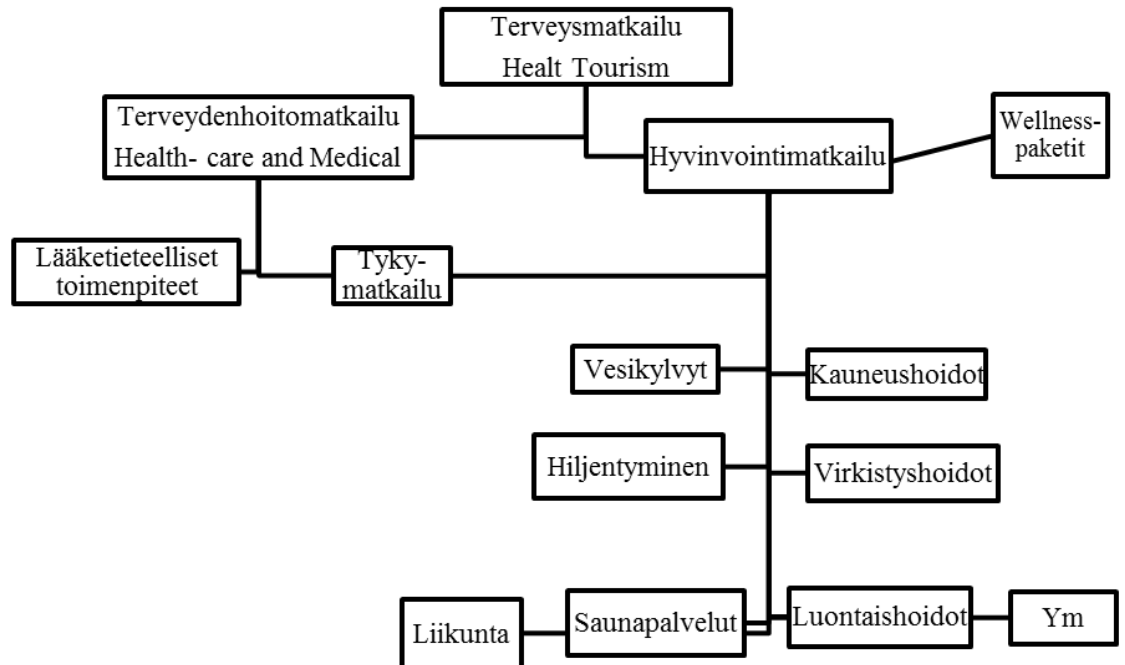 Terveysmatkailu
Healt Tourism
Terveydenhoitomatkailu
Health- care and Medical
Hyvinvointimatkailu
Wellness-
paketit
Lääketieteelliset
toimenpiteet
Tyky-
matkailu
Vesikylvyt
Kauneushoidot
Hiljentyminen
Virkistyshoidot
Liikunta
Saunapalvelut
Luontaishoidot
Ym